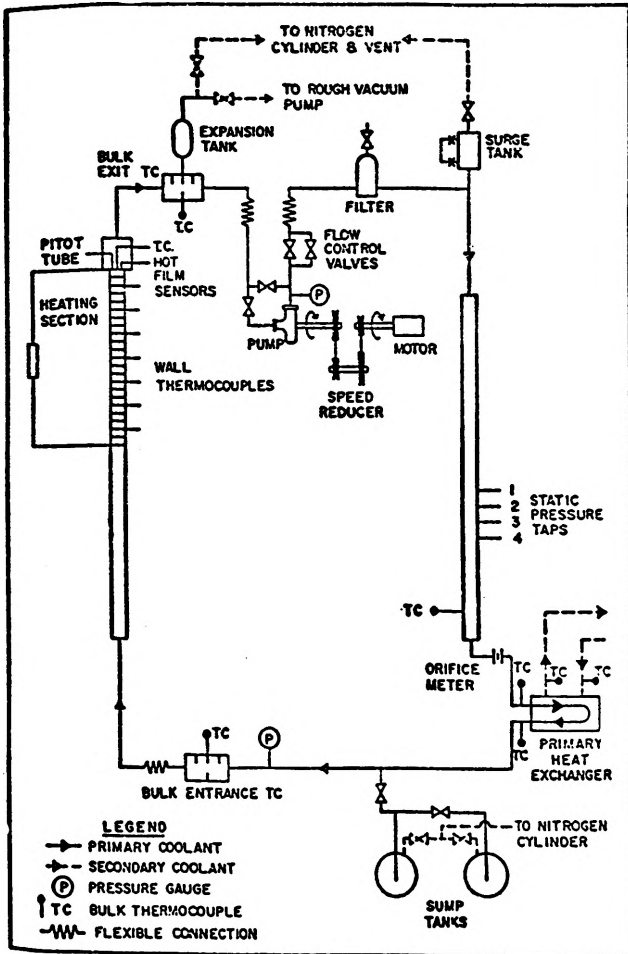 TO NITROGEN
CYLINDER & VENT
TO ROUGH VACUUM
PUMP
EXPANSION
TANK
BULK
EXIT TC
T.C
SURGE
TANK
FILTER
FLOW
CONTROL
VALVES
PITOT
TUBE
T.C.
HOT
FILM
SENSORS
HEATING
SECTION
P
PUMP
MOTOR
SPEED
REDUCER
WALL
THERMOCOUPLES
1
2
3
4
STATIC
PRESSURE
TAPS
TC
ORIFICE
METER
TC
TC
TC
TC
PRIMARY
HEAT
EXCHANGER
TC
P
BULK ENTRANCE TC
TO NITROGEN
CYLINDER
SUMP
TANKS
LEGEND
PRIMARY COOLANT
SECONDARY COOLANT
P PRESSURE GAUGE
TC BULK THERMOCOUPLE
FLEXIBLE CONNECTION